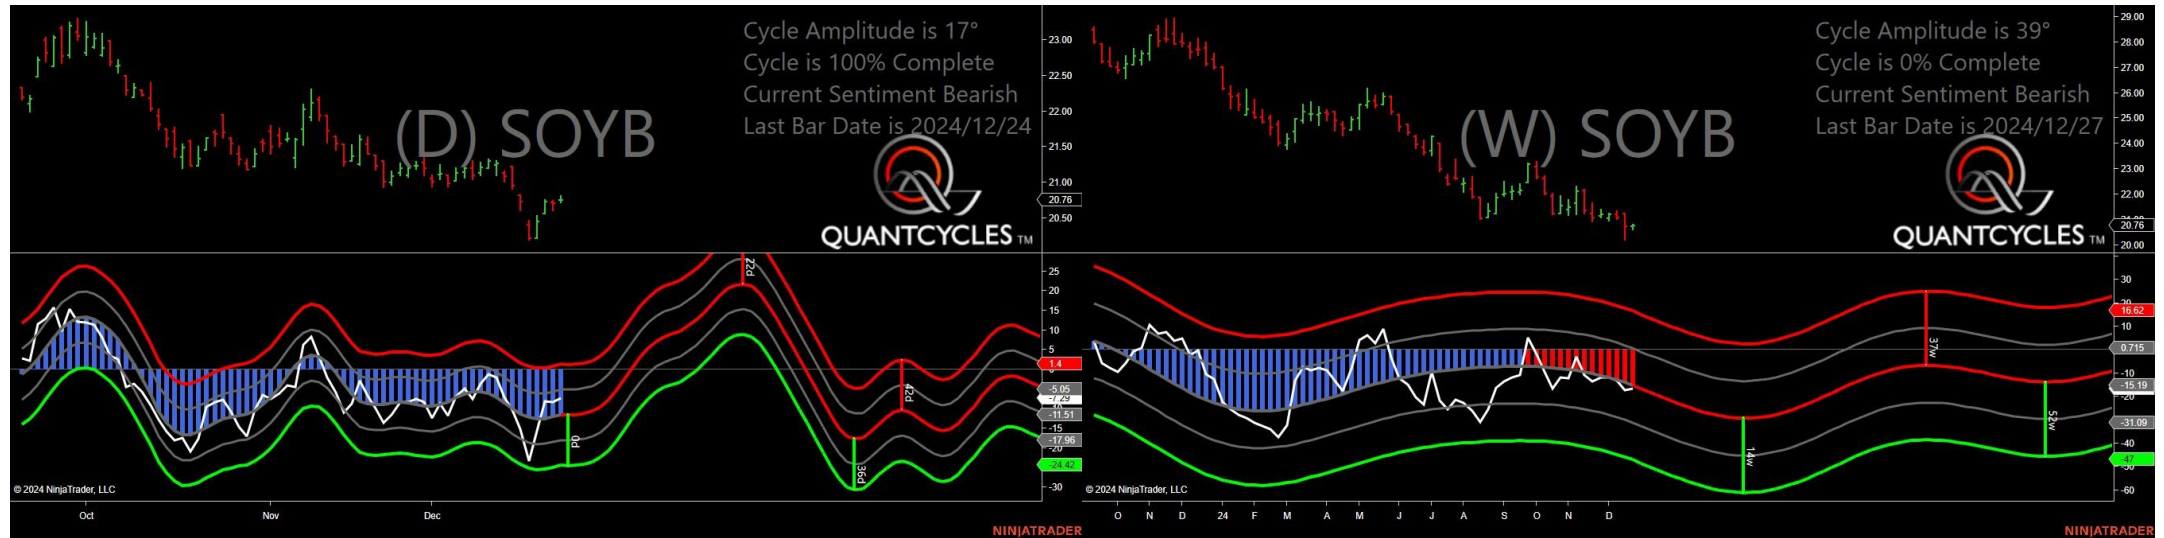 Cycle Amplitude is 17°
Cycle is 100% Complete
Current Sentiment Bearish
Last Bar Date is 2024/12/24
(D) SOYB
QUANTCYCLES TM
23.00
22.50
22.00
21.50
21.00
20.76
20.50
25
20
15
10
5
1.4
-5.05
-7.29
-11.51
-15
-17.96
-20
-24.42
-30
22d
0d
36d
42d
© 2024 NinjaTrader, LLC
Oct Nov Dec
NINJATRADER
Cycle Amplitude is 39°
Cycle is 0% Complete
Current Sentiment Bearish
Last Bar Date is 2024/12/27
(W) SOYB
QUANTCYCLES TM
29.00
28.00
27.00
26.00
25.00
24.00
23.00
22.00
21.00
20.76
20.00
30
20
16.62
10
0.715
-10
-15.19
-20
-31.09
-40
-47
-50
-60
14w
37w
52w
© 2024 NinjaTrader, LLC
O N D 24 F M A M J J A S O N D
NINJATRADER